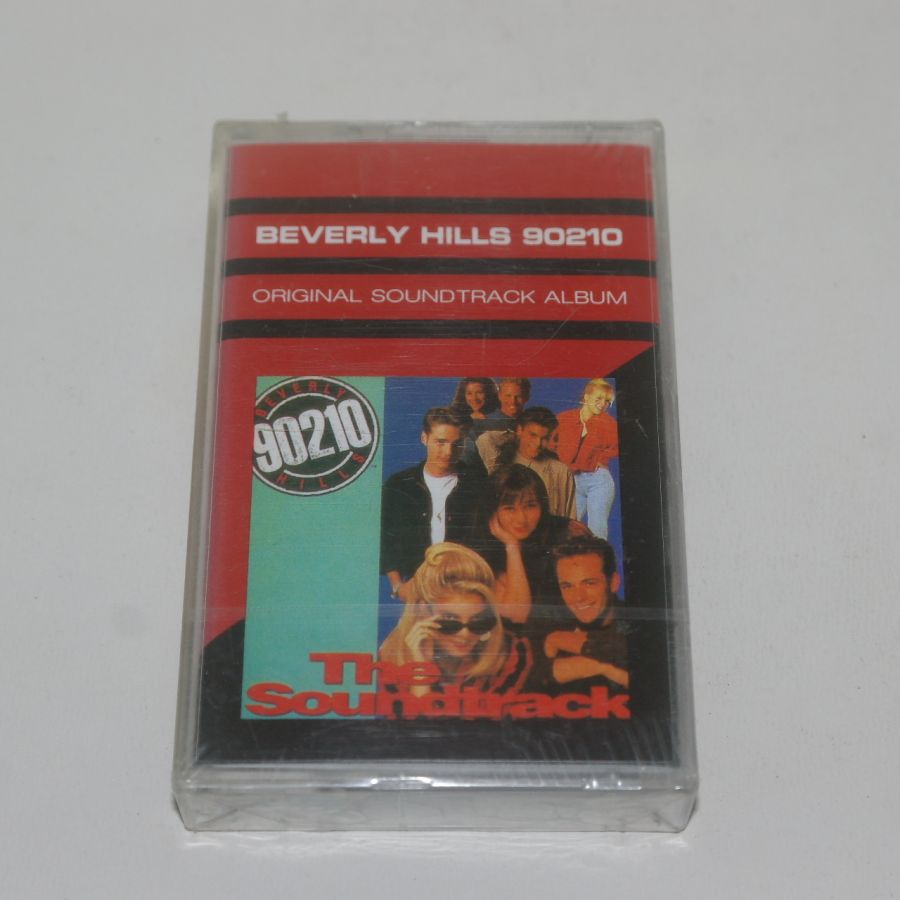 BEVERLY HILLS 90210
ORIGINAL SOUNDTRACK ALBUM
BEVERLY
90210
HILLS
The
Soundtrack